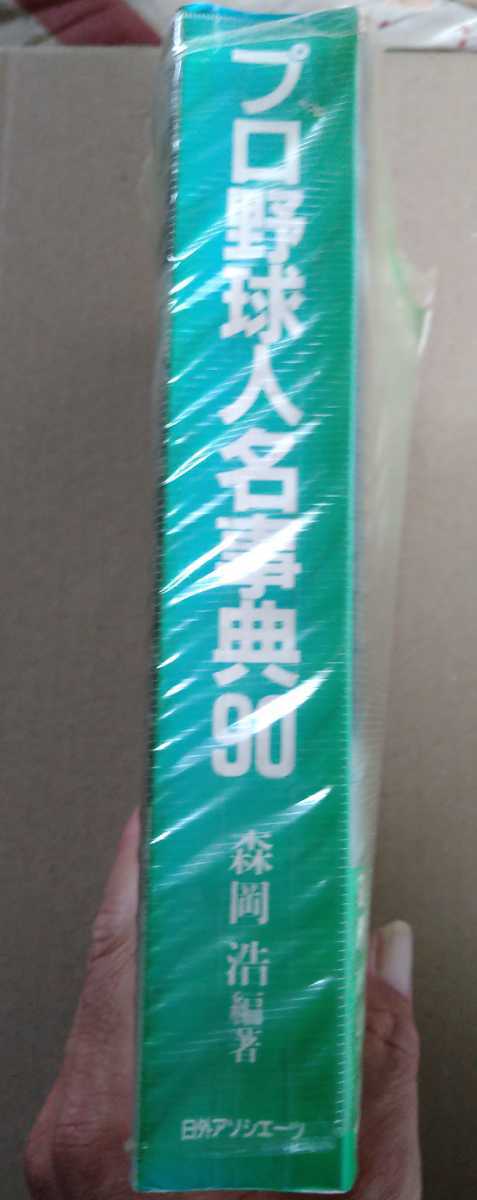 プロ野球人名事典90
森岡 浩 編著
日外アソシエーツ